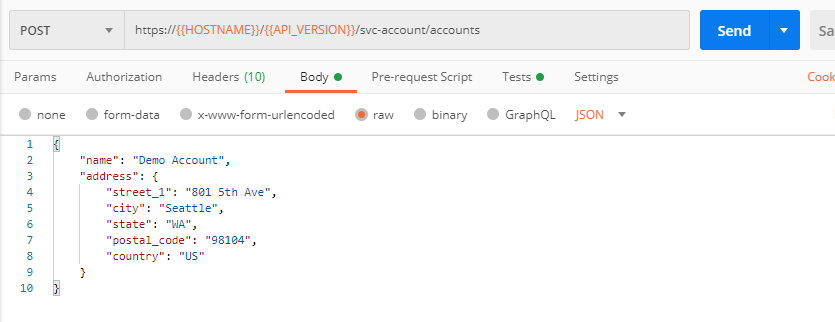 POST https://{{HOSTNAME}}/{{API_VERSION}}/svc-account/accounts Send Sa
Params Authorization Headers (10) Body Pre-request Script Tests Settings Cook
none form-data x-www-form-urlencoded raw binary GraphQL JSON
1 {
2 "name": "Demo Account",
3 "address": {
4 "street_1": "801 5th Ave",
5 "city": "Seattle",
6 "state": "WA",
7 "postal_code": "98104",
8 "country": "US"
9 }
10 }